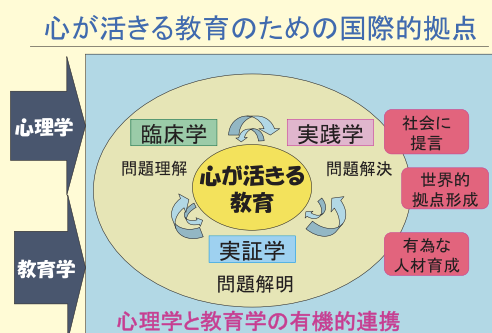 心が活きる教育のための国際的拠点
心理学
教育学
臨床学
実践学
問題理解
問題解決
心が活きる
教育
実証学
問題解明
社会に
提言
世界的
拠点形成
有為な
人材育成
心理学と教育学の有機的連携